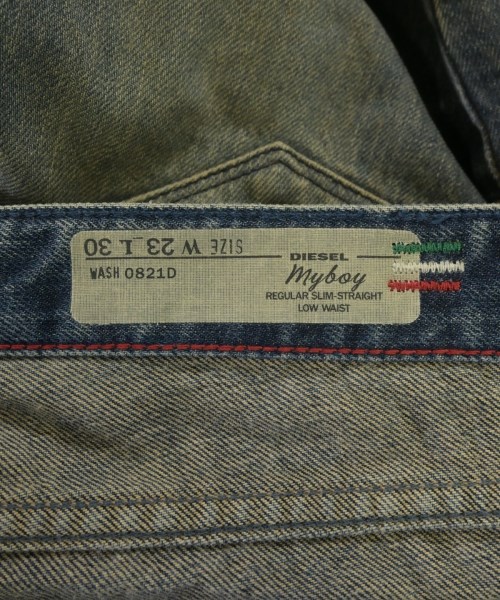 SIZE W 23 L 30
WASH 0821D
DIESEL
Myboy
REGULAR SLIM-STRAIGHT
LOW WAIST